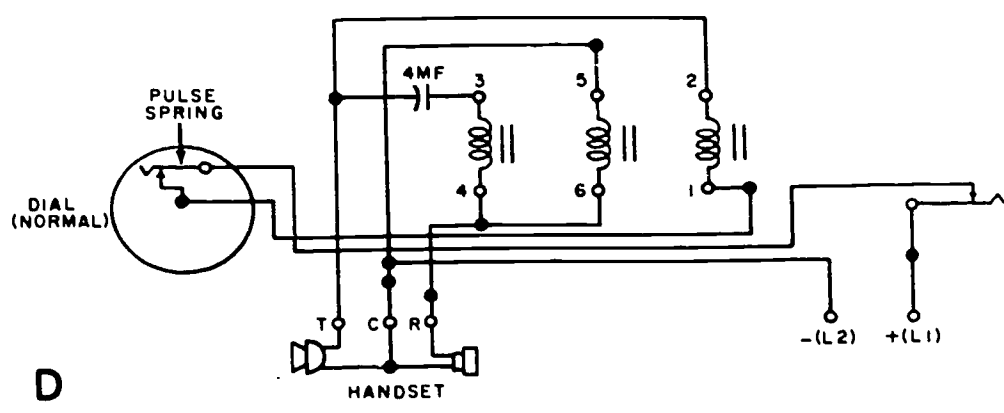 4MF
3
5
2
PULSE
SPRING
DIAL
(NORMAL)
4
6
1
T
C
R
-(L2)
+(L1)
HANDSET
D